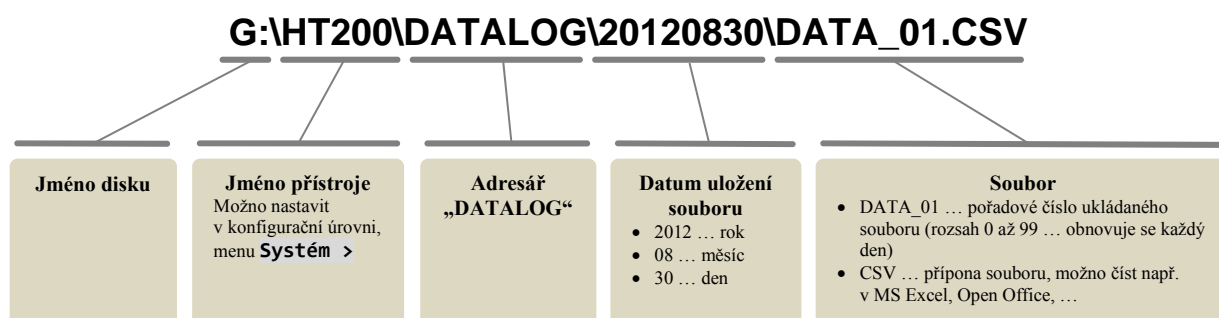 G:\HT200\DATALOG\20120830\DATA_01.CSV
Jméno disku
Jméno přístroje
Možno nastavit
v konfigurační úrovni,
menu Systém >
Adresář
„DATALOG“
Datum uložení
souboru
• 2012 … rok
• 08 … měsíc
• 30 … den
Soubor
• DATA_01 … pořadové číslo ukládaného
souboru (rozsah 0 až 99 … obnovuje se každý
den)
• CSV … přípona souboru, možno číst např.
v MS Excel, Open Office, …